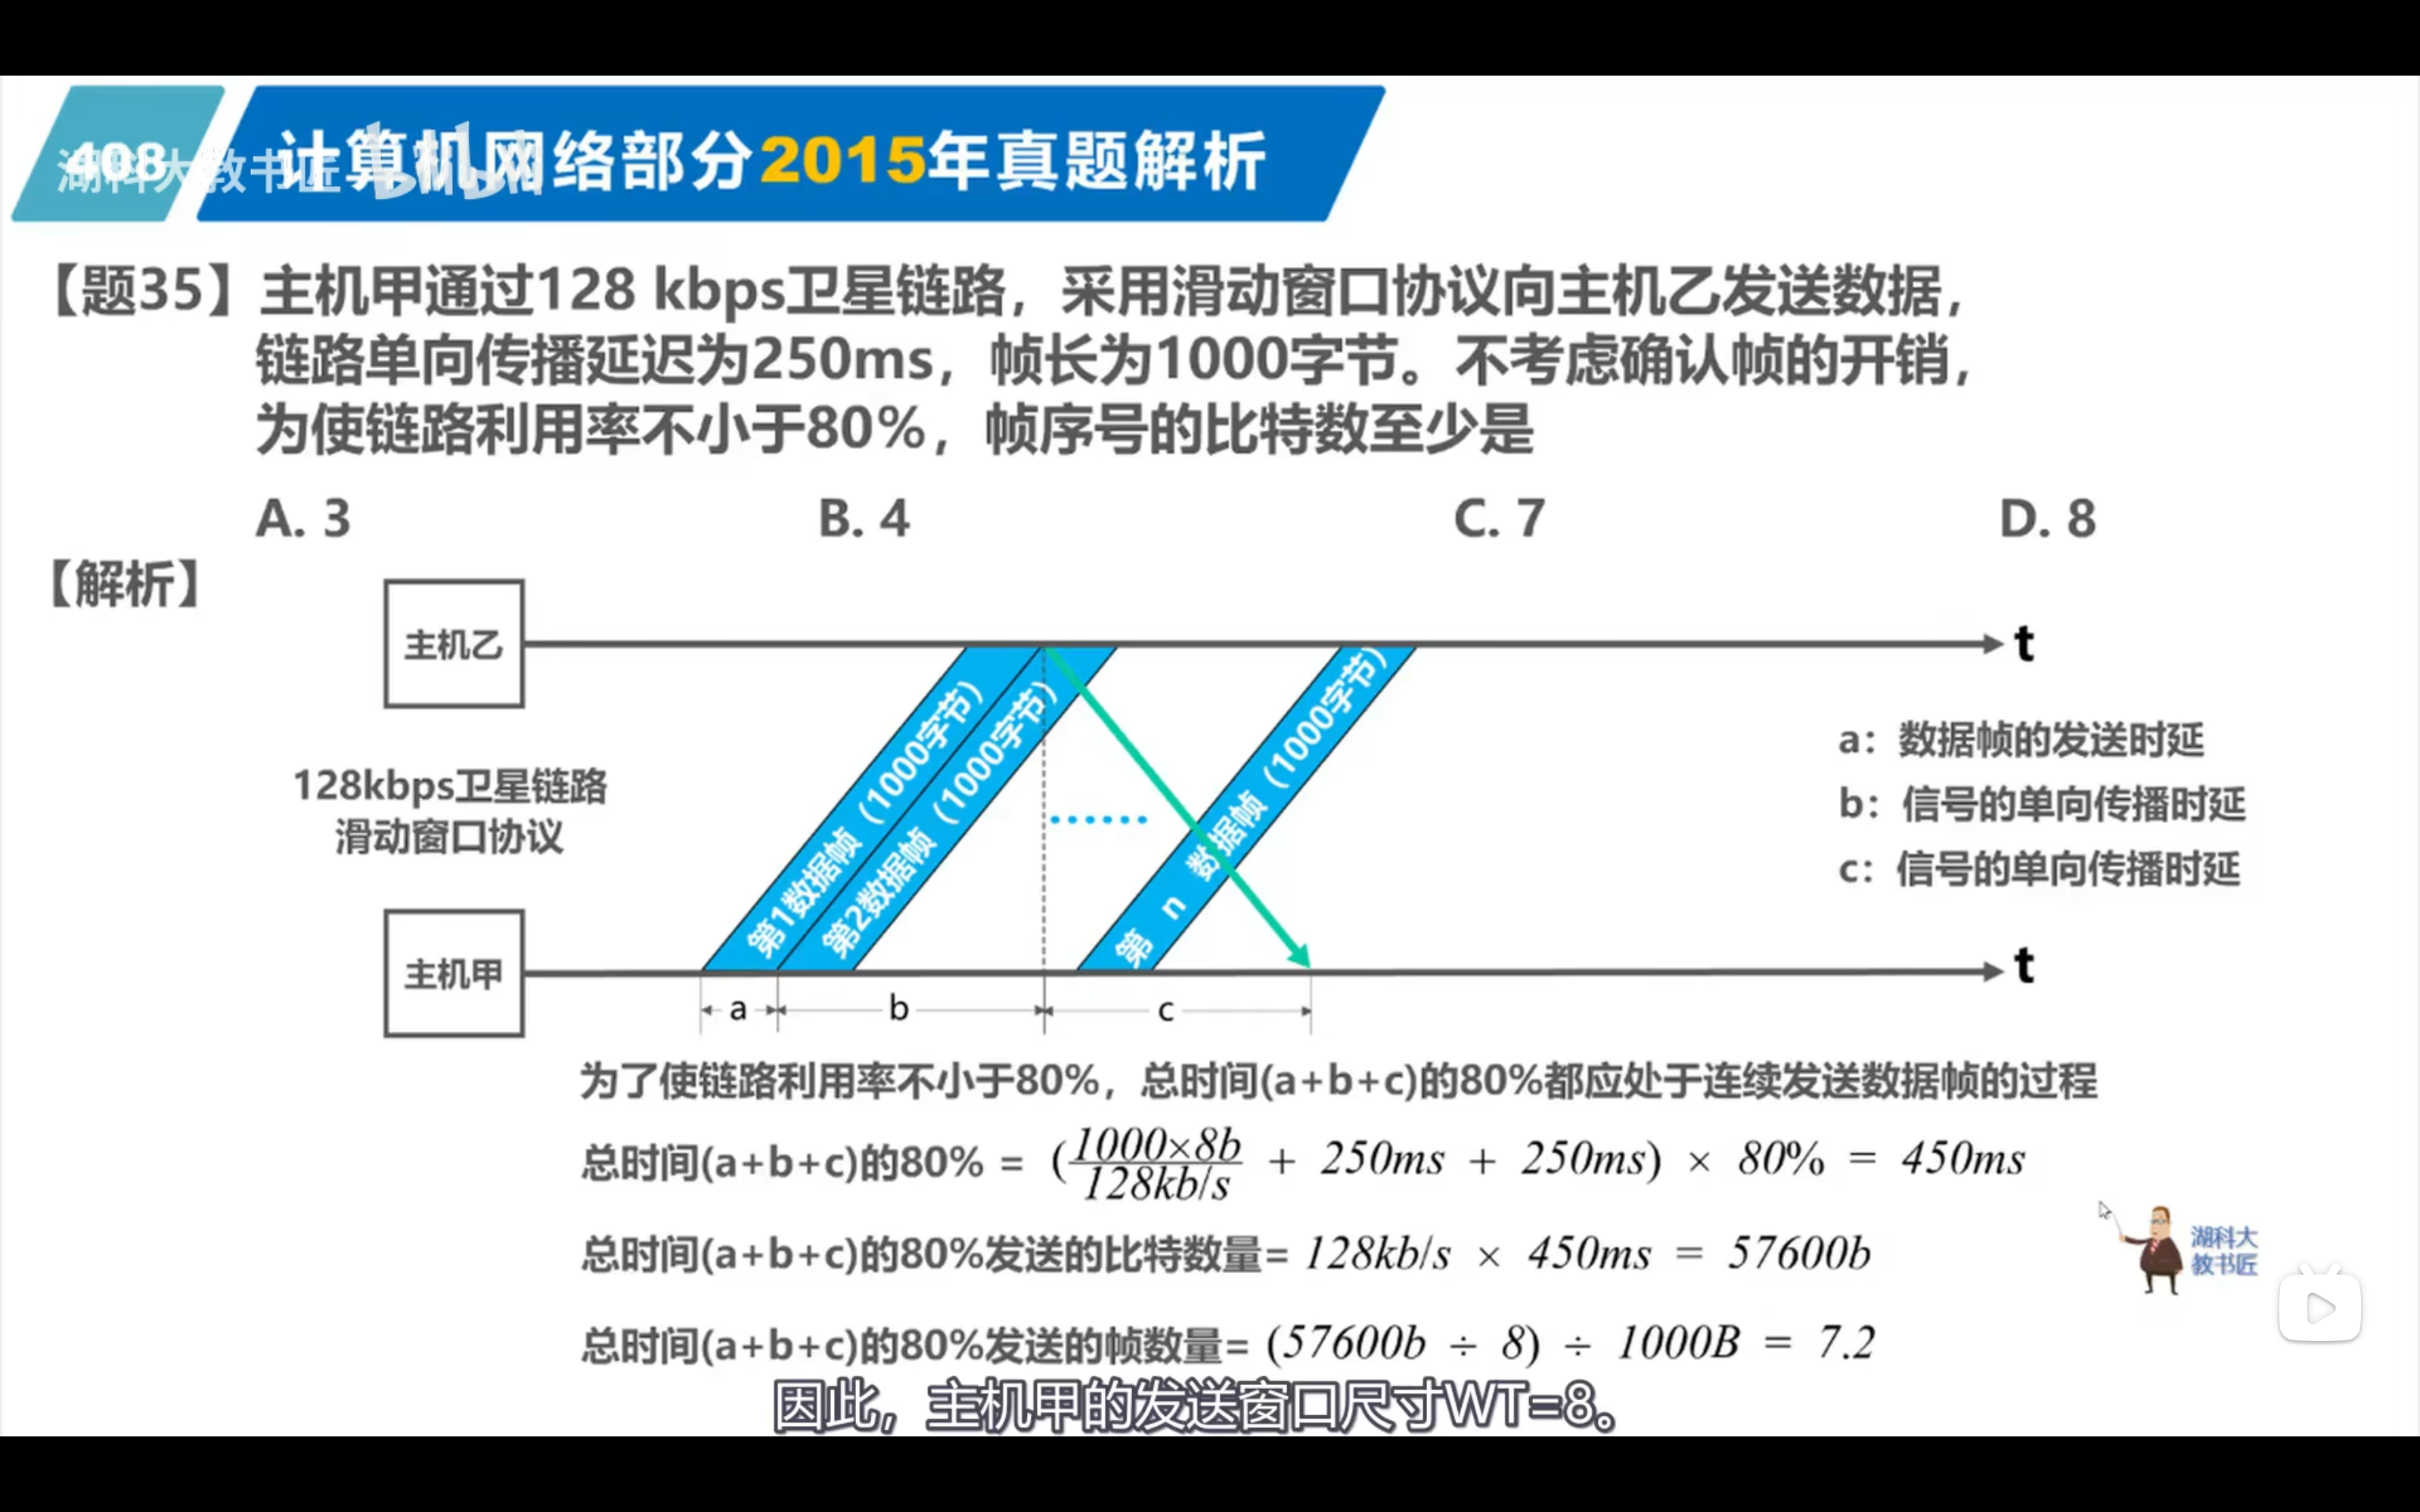 408
计算机网络部分2015年真题解析
湖科大教书匠 bilibili
【题35】主机甲通过128 kbps卫星链路，采用滑动窗口协议向主机乙发送数据，
链路单向传播延迟为250ms，帧长为1000字节。不考虑确认帧的开销，
为使链路利用率不小于80%，帧序号的比特数至少是
A. 3 B. 4 C. 7 D. 8
【解析】
主机乙
t
128kbps卫星链路
滑动窗口协议
第1数据帧（1000字节）
第2数据帧（1000字节）
第 n 数据帧（1000字节）
a：数据帧的发送时延
b：信号的单向传播时延
c：信号的单向传播时延
主机甲
t
a b c
为了使链路利用率不小于80%，总时间(a+b+c)的80%都应处于连续发送数据帧的过程
总时间(a+b+c)的80% = (1000×8b/128kb/s + 250ms + 250ms) × 80% = 450ms
总时间(a+b+c)的80%发送的比特数量= 128kb/s × 450ms = 57600b
总时间(a+b+c)的80%发送的帧数量= (57600b ÷ 8) ÷ 1000B = 7.2
湖科大
教书匠
因此，主机甲的发送窗口尺寸WT=8。